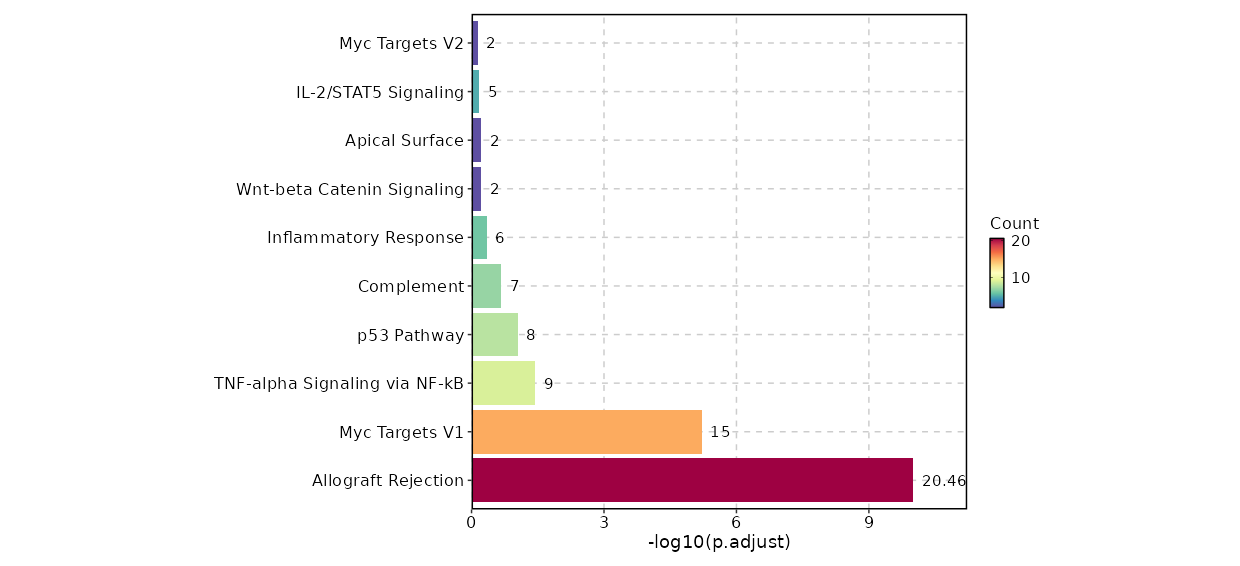 Myc Targets V2
2
IL-2/STAT5 Signaling
5
Apical Surface
2
Wnt-beta Catenin Signaling
2
Inflammatory Response
6
Complement
7
p53 Pathway
8
TNF-alpha Signaling via NF-kB
9
Myc Targets V1
15
Allograft Rejection
20.46
0 3 6 9
-log10(p.adjust)
Count
20
10